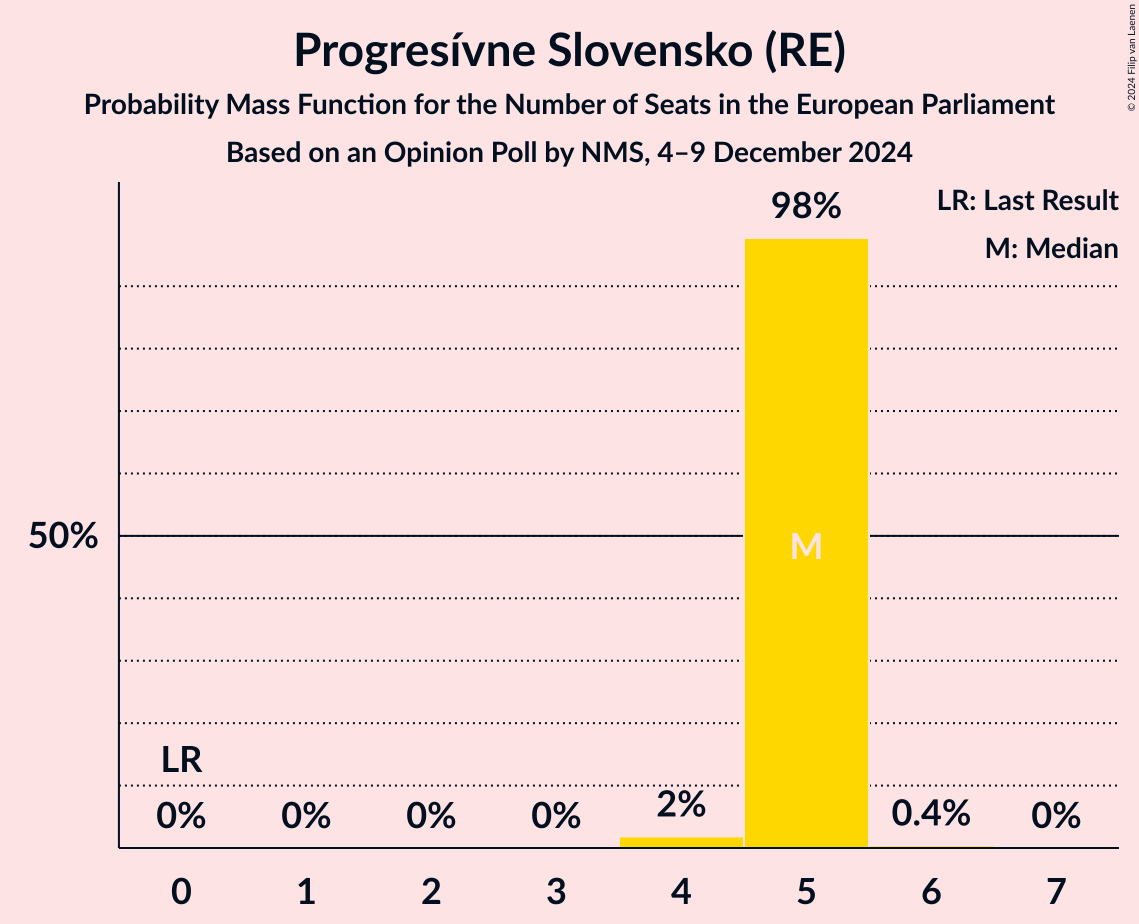 Progresívne Slovensko (RE)
Probability Mass Function for the Number of Seats in the European Parliament
Based on an Opinion Poll by NMS, 4–9 December 2024
© 2024 Filip van Laenen
LR: Last Result
M: Median
98%
50%
M
LR
0% 0% 0% 0% 2% 0.4% 0%
0 1 2 3 4 5 6 7